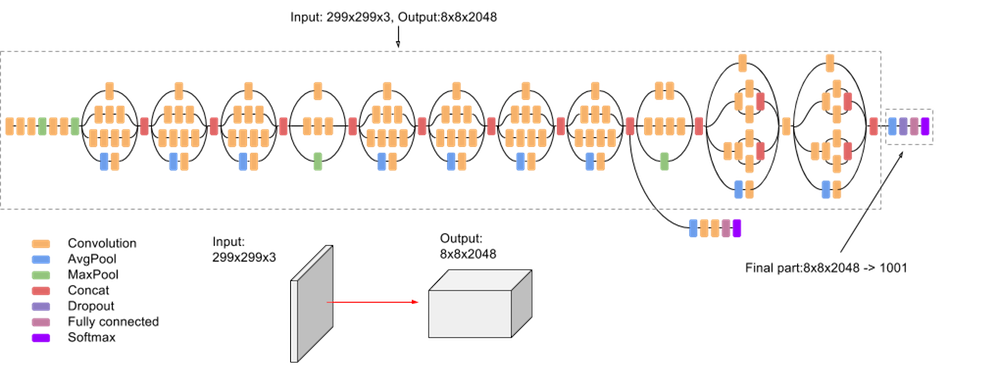 Input: 299x299x3, Output:8x8x2048
Convolution
AvgPool
MaxPool
Concat
Dropout
Fully connected
Softmax
Input:
299x299x3
Output:
8x8x2048
Final part:8x8x2048 -> 1001